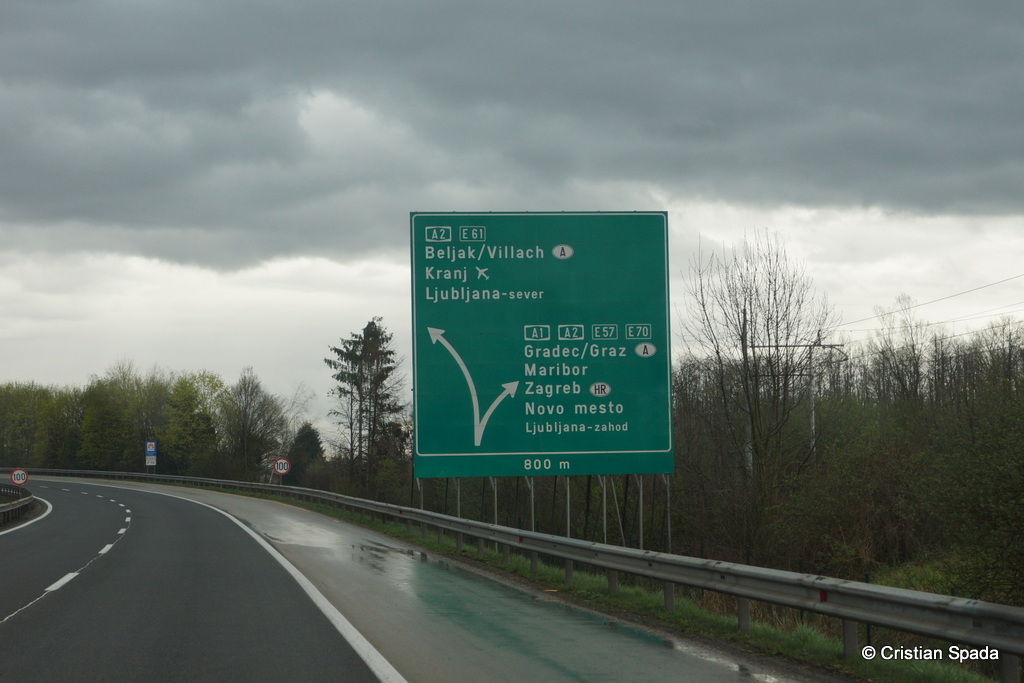 A2 E 61
Beljak/Villach A
Kranj
Ljubljana-sever
A1 A2 E57 E70
Gradec/Graz A
Maribor
Zagreb HR
Novo mesto
Ljubljana-zahod
800 m
100
100
© Cristian Spada